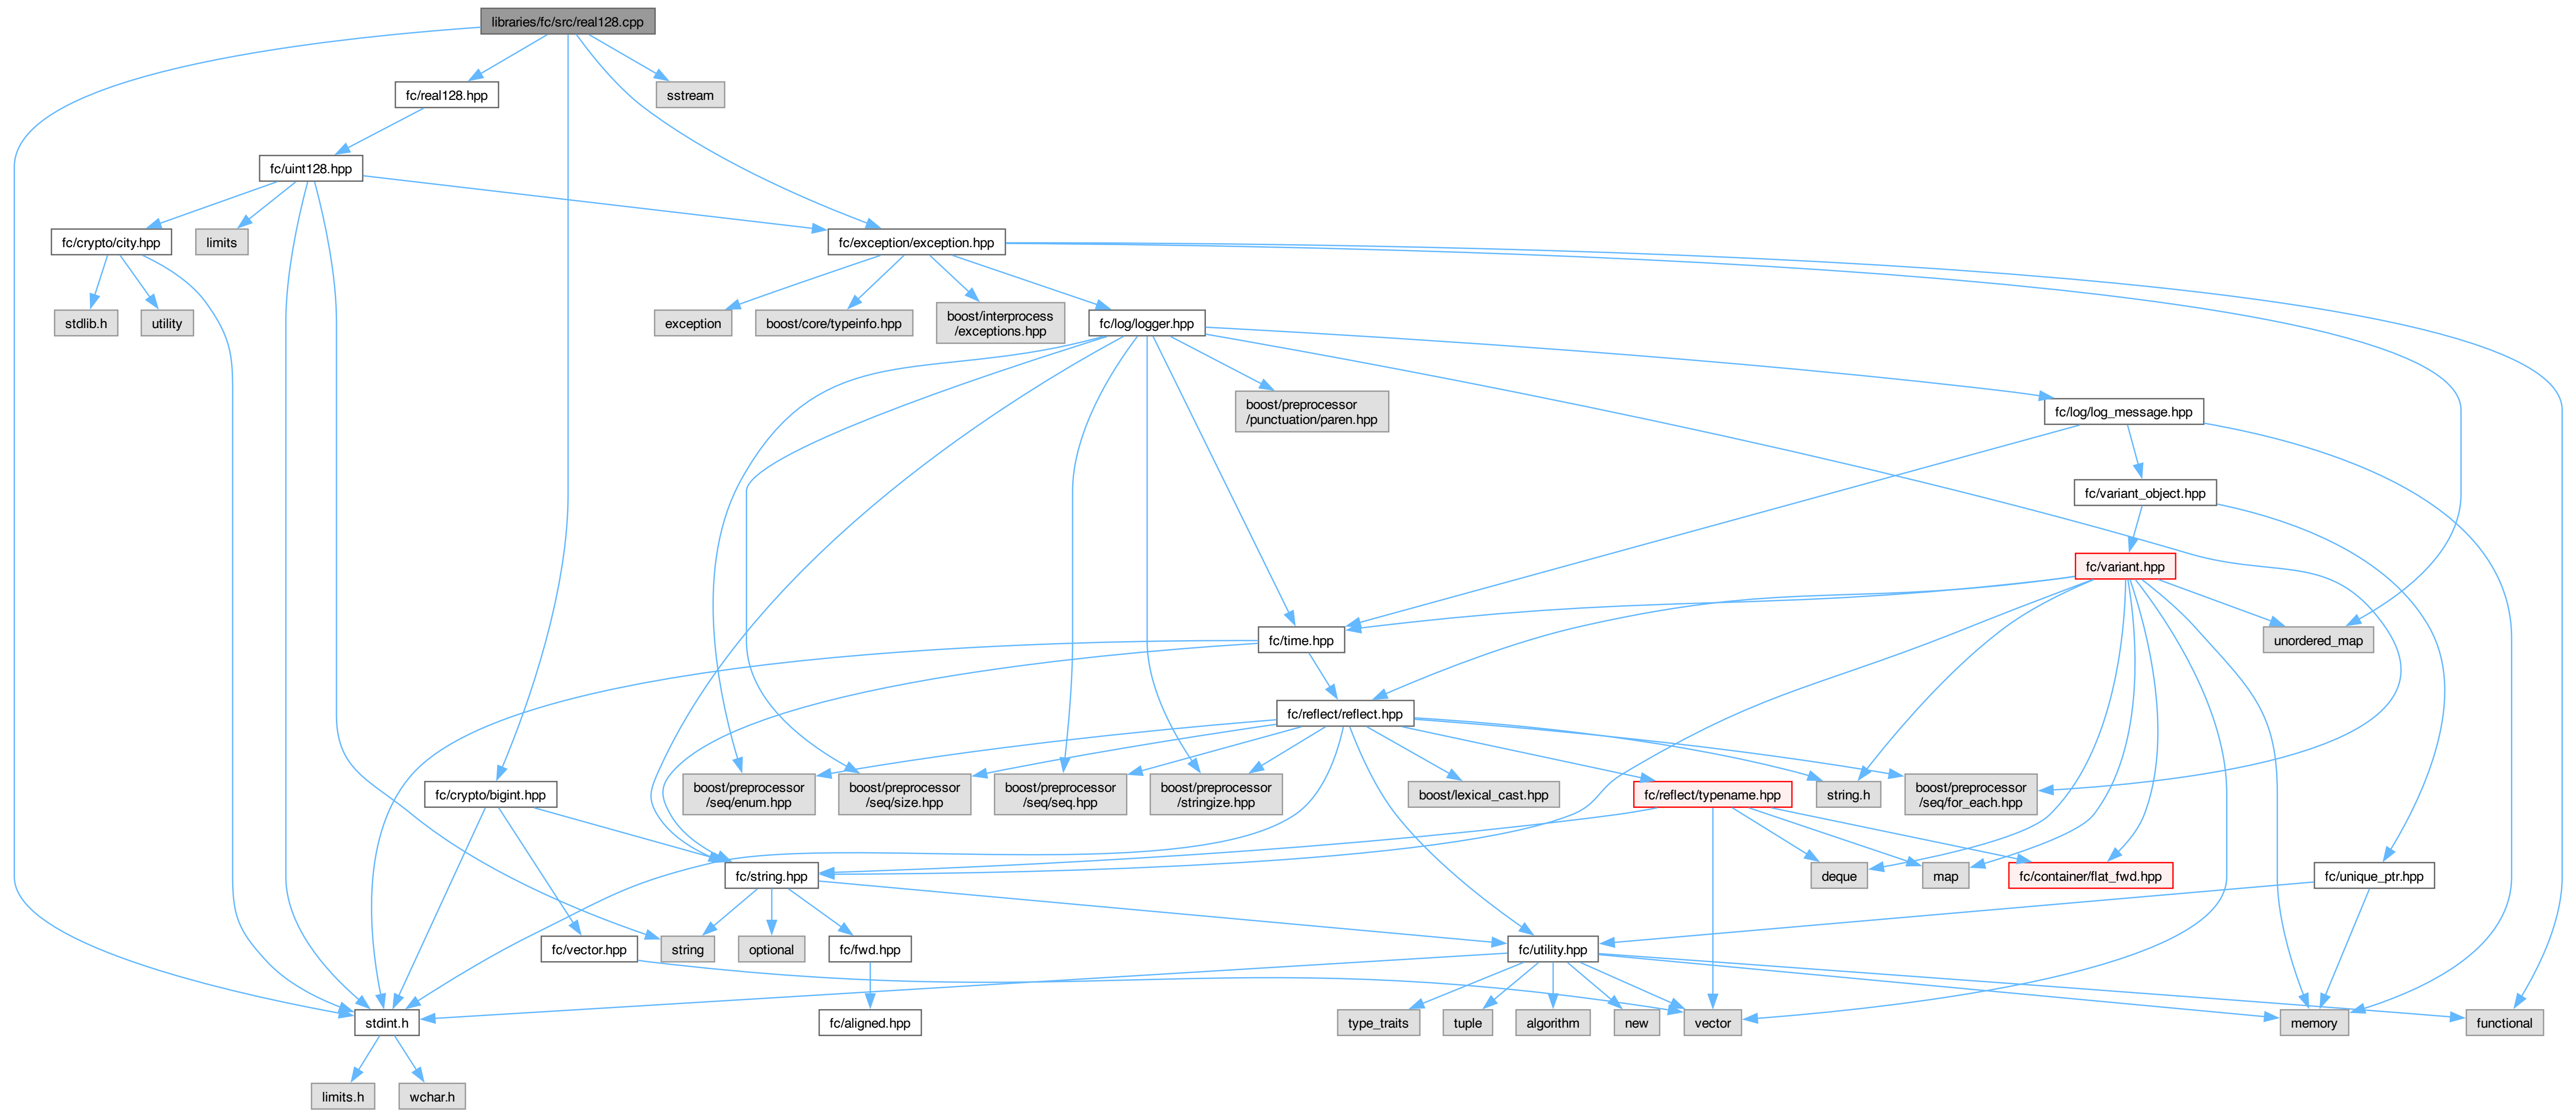 libraries/fc/src/real128.cpp
fc/real128.hpp
sstream
fc/uint128.hpp
fc/crypto/city.hpp
limits
fc/exception/exception.hpp
stdlib.h
utility
exception
boost/core/typeinfo.hpp
boost/interprocess
/exceptions.hpp
fc/log/logger.hpp
boost/preprocessor
/punctuation/paren.hpp
fc/log/log_message.hpp
fc/variant_object.hpp
fc/variant.hpp
fc/time.hpp
unordered_map
fc/reflect/reflect.hpp
fc/crypto/bigint.hpp
boost/preprocessor
/seq/enum.hpp
boost/preprocessor
/seq/size.hpp
boost/preprocessor
/seq/seq.hpp
boost/preprocessor
/stringize.hpp
boost/lexical_cast.hpp
fc/reflect/typename.hpp
string.h
boost/preprocessor
/seq/for_each.hpp
fc/string.hpp
deque
map
fc/container/flat_fwd.hpp
fc/unique_ptr.hpp
fc/vector.hpp
string
optional
fc/fwd.hpp
fc/utility.hpp
stdint.h
fc/aligned.hpp
type_traits
tuple
algorithm
new
vector
memory
functional
limits.h
wchar.h